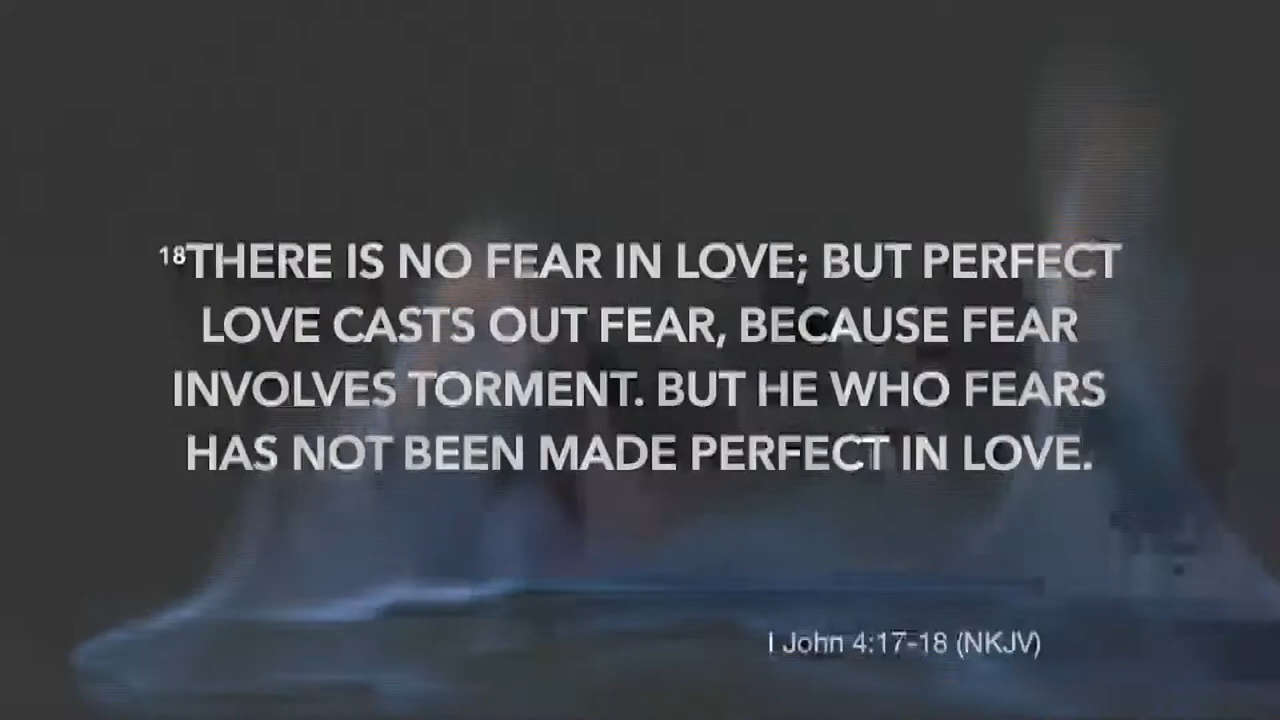 ¹⁸THERE IS NO FEAR IN LOVE; BUT PERFECT
LOVE CASTS OUT FEAR, BECAUSE FEAR
INVOLVES TORMENT. BUT HE WHO FEARS
HAS NOT BEEN MADE PERFECT IN LOVE.
I John 4:17-18 (NKJV)